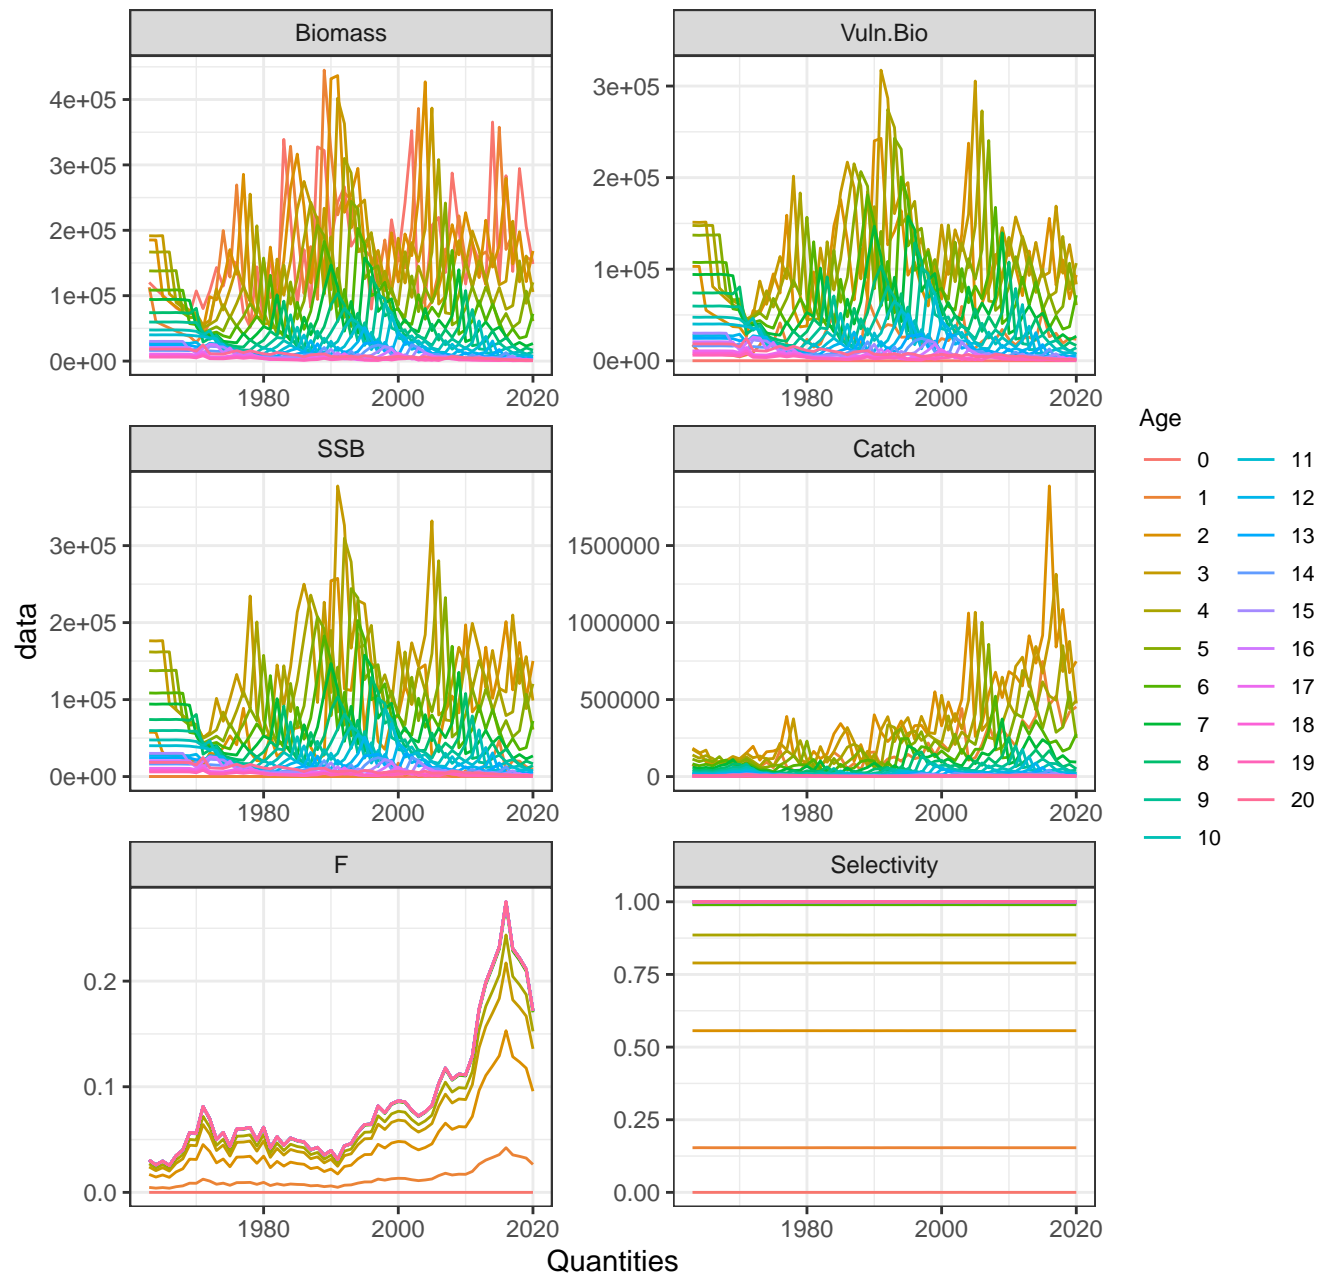 Biomass
Vuln.Bio
4e+05
3e+05
2e+05
1e+05
0e+00
3e+05
2e+05
1e+05
0e+00
1980 2000 2020
1980 2000 2020
SSB
Catch
3e+05
2e+05
1e+05
0e+00
1500000
1000000
500000
0
1980 2000 2020
1980 2000 2020
F
Selectivity
0.2
0.1
0.0
1.00
0.75
0.50
0.25
0.00
1980 2000 2020
1980 2000 2020
data
Quantities
Age
0 11
1 12
2 13
3 14
4 15
5 16
6 17
7 18
8 19
9 20
10